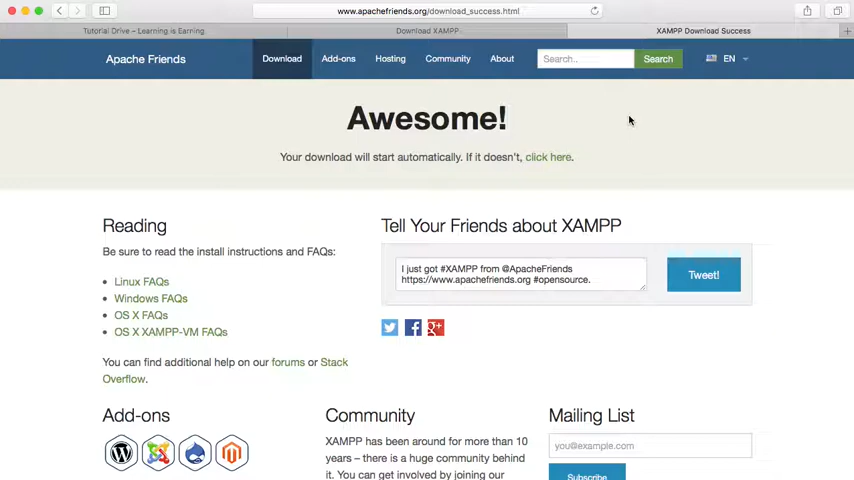 www.apachefriends.org/download_success.html
Tutorial Drive – Learning is Earning
Download XAMPP
XAMPP Download Success
Apache Friends
Download
Add-ons
Hosting
Community
About
Search..
Search
EN
Awesome!
Your download will start automatically. If it doesn't, click here.
Reading
Be sure to read the install instructions and FAQs:
Linux FAQs
Windows FAQs
OS X FAQs
OS X XAMPP-VM FAQs
You can find additional help on our forums or Stack
Overflow.
Tell Your Friends about XAMPP
I just got #XAMPP from @ApacheFriends
https://www.apachefriends.org #opensource.
Tweet!
Add-ons
Community
XAMPP has been around for more than 10
years – there is a huge community behind
it. You can get involved by joining our
Mailing List
you@example.com
Subscribe